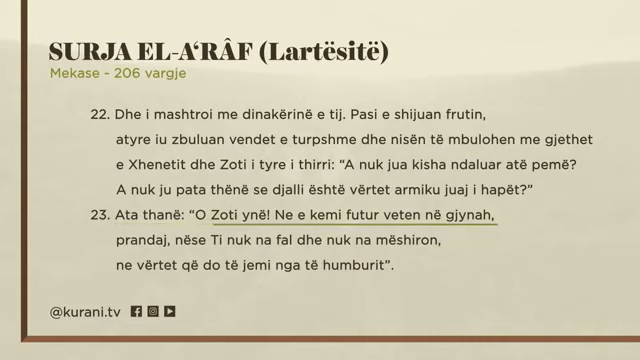 SURJA EL-A‘RÂF (Lartësitë)
Mekase - 206 vargje
22. Dhe i mashtroi me dinakërinë e tij. Pasi e shijuan frutin,
atyre iu zbuluan vendet e turpshme dhe nisën të mbulohen me gjethet
e Xhenetit dhe Zoti i tyre i thirri: “A nuk jua kisha ndaluar atë pemë?
A nuk ju pata thënë se djalli është vërtet armiku juaj i hapët?”
23. Ata thanë: “O Zoti ynë! Ne e kemi futur veten në gjynah,
prandaj, nëse Ti nuk na fal dhe nuk na mëshiron,
ne vërtet që do të jemi nga të humburit”.
@kurani.tv